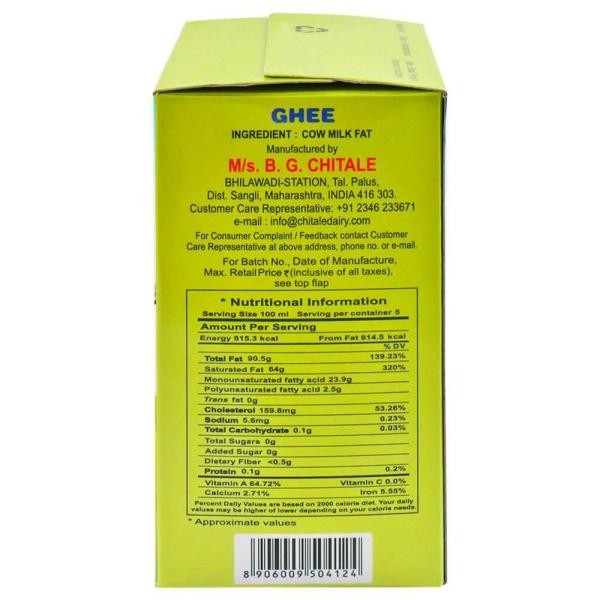 GHEE
INGREDIENT : COW MILK FAT
Manufactured by
M/s. B. G. CHITALE
BHILAWADI-STATION, Tal. Palus,
Dist. Sangli, Maharashtra, INDIA 416 303.
Customer Care Representative: +91 2346 233671
e-mail : info@chitaledairy.com
For Consumer Complaint / Feedback contact Customer
Care Representative at above address, phone no. or e-mail.
For Batch No., Date of Manufacture,
Max. Retail Price ₹(inclusive of all taxes),
see top flap
* Nutritional Information
Serving Size 100 ml Serving per container 5
Amount Per Serving
Energy 815.3 kcal From Fat 814.5 kcal
% DV
Total Fat 90.5g 139.23%
Saturated Fat 64g 320%
Monounsaturated fatty acid 23.9g
Polyunsaturated fatty acid 2.5g
Trans fat 0g
Cholesterol 159.8mg 53.26%
Sodium 5.6mg 0.23%
Total Carbohydrate 0.1g 0.03%
Total Sugars 0g
Added Sugar 0g
Dietary Fiber <0.5g
Protein 0.1g 0.2%
Vitamin A 64.72% Vitamin C 0.0%
Calcium 2.71% Iron 5.55%
Percent Daily Values are based on 2000 calorie diet. Your daily
values may be higher of lower depending on your calorie needs.
* Approximate values
8906009504124